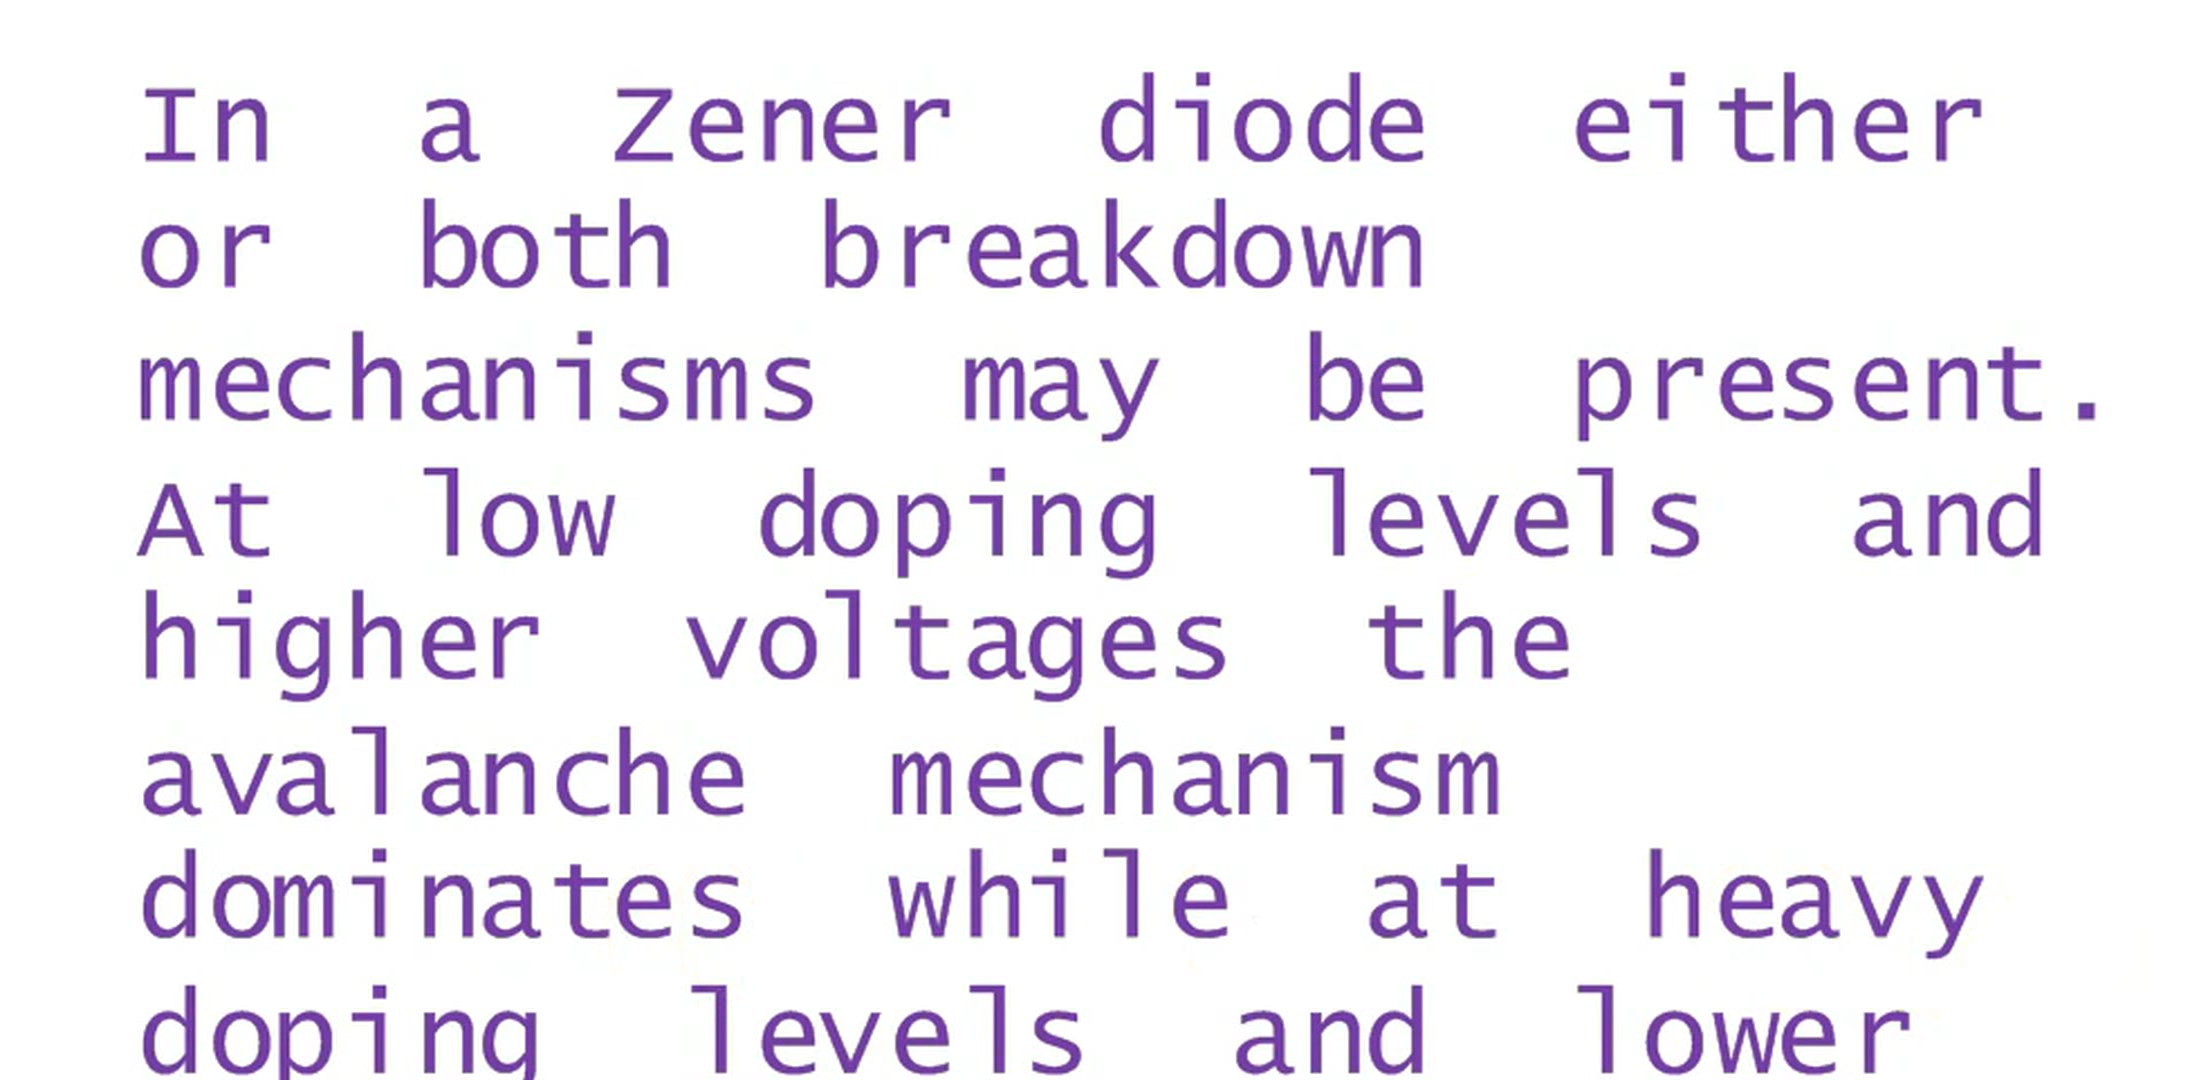 In a Zener diode either
or both breakdown
mechanisms may be present.
At low doping levels and
higher voltages the
avalanche mechanism
dominates while at heavy
doping levels and lower